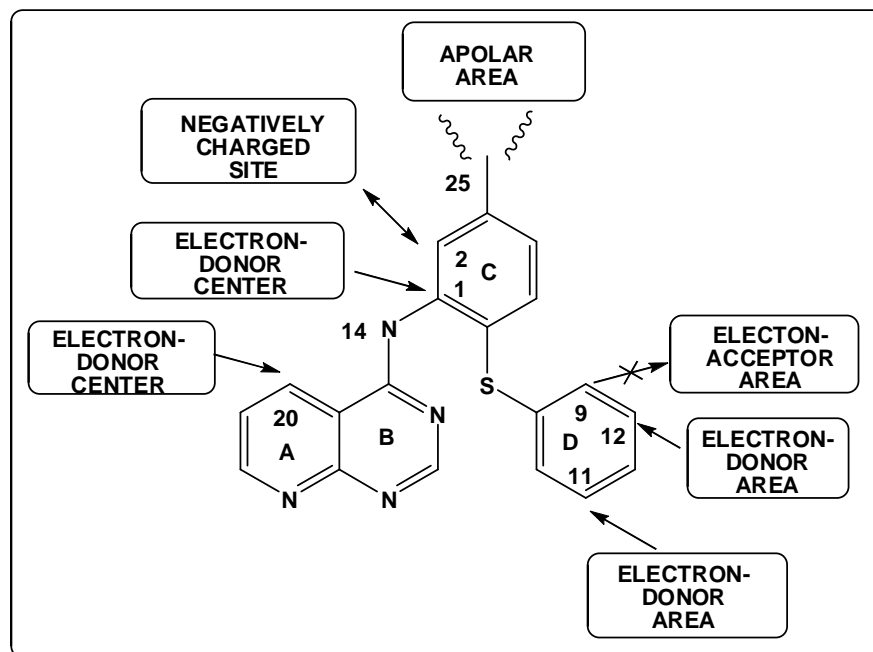 APOLAR
AREA
NEGATIVELY
CHARGED
SITE
25
ELECTRON-
DONOR
CENTER
2
C
1
14
N
ELECTRON-
DONOR
CENTER
ELECTON-
ACCEPTOR
AREA
S
20
N
9
B
12
A
D
ELECTRON-
DONOR
AREA
11
N
N
ELECTRON-
DONOR
AREA